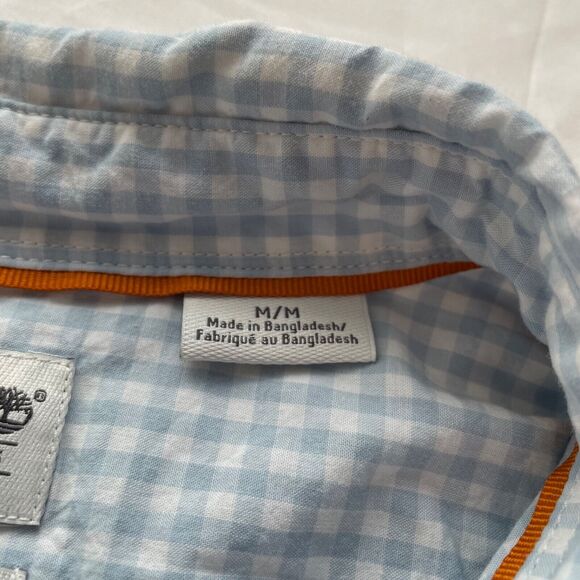 M/M
Made in Bangladesh/
Fabriqué au Bangladesh
®